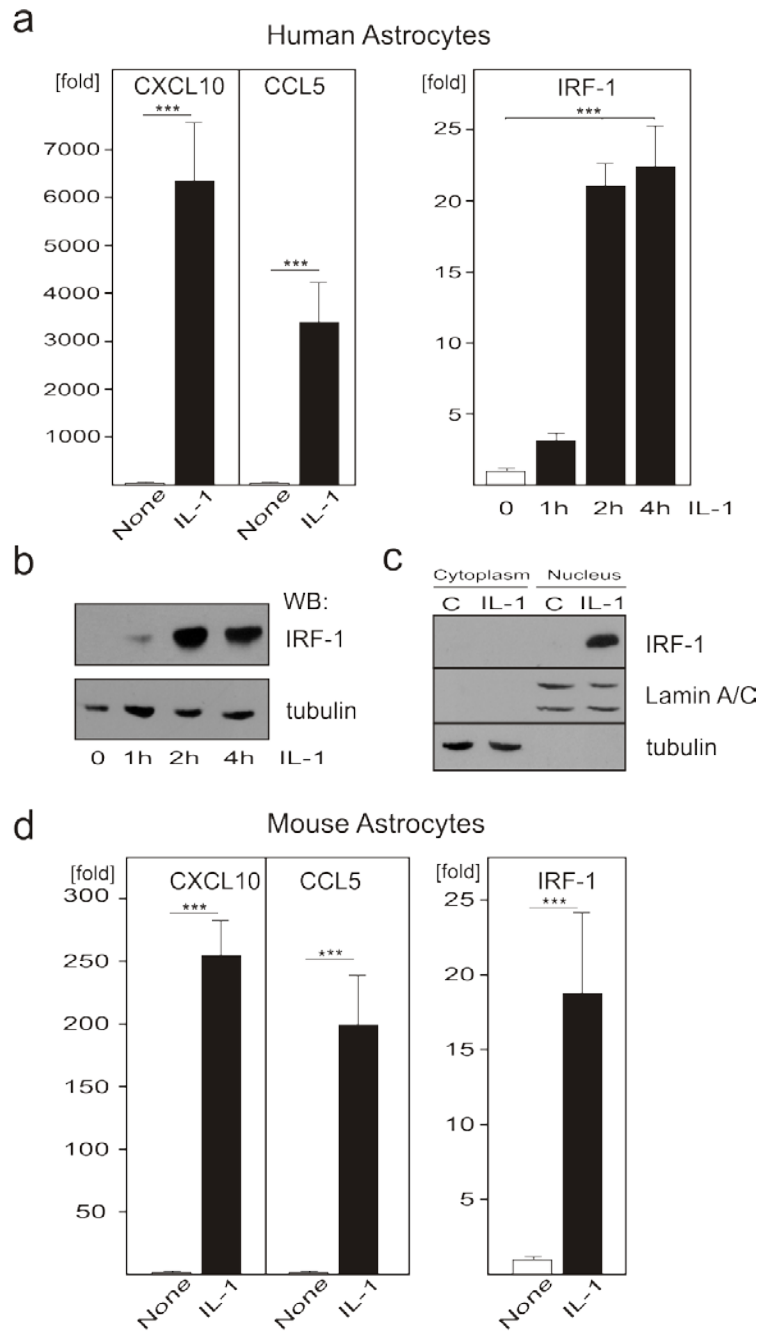 a
Human Astrocytes
[fold] CXCL10 CCL5
***
7000
6000
5000
***
4000
3000
2000
1000
None IL-1 None IL-1
[fold] IRF-1
***
25
20
15
10
5
0 1h 2h 4h IL-1
b
WB:
IRF-1
tubulin
0 1h 2h 4h IL-1
c
Cytoplasm Nucleus
C IL-1 C IL-1
IRF-1
Lamin A/C
tubulin
d
Mouse Astrocytes
[fold] CXCL10 CCL5
300
***
***
250
200
150
100
50
None IL-1 None IL-1
[fold] IRF-1
25
***
20
15
10
5
None IL-1